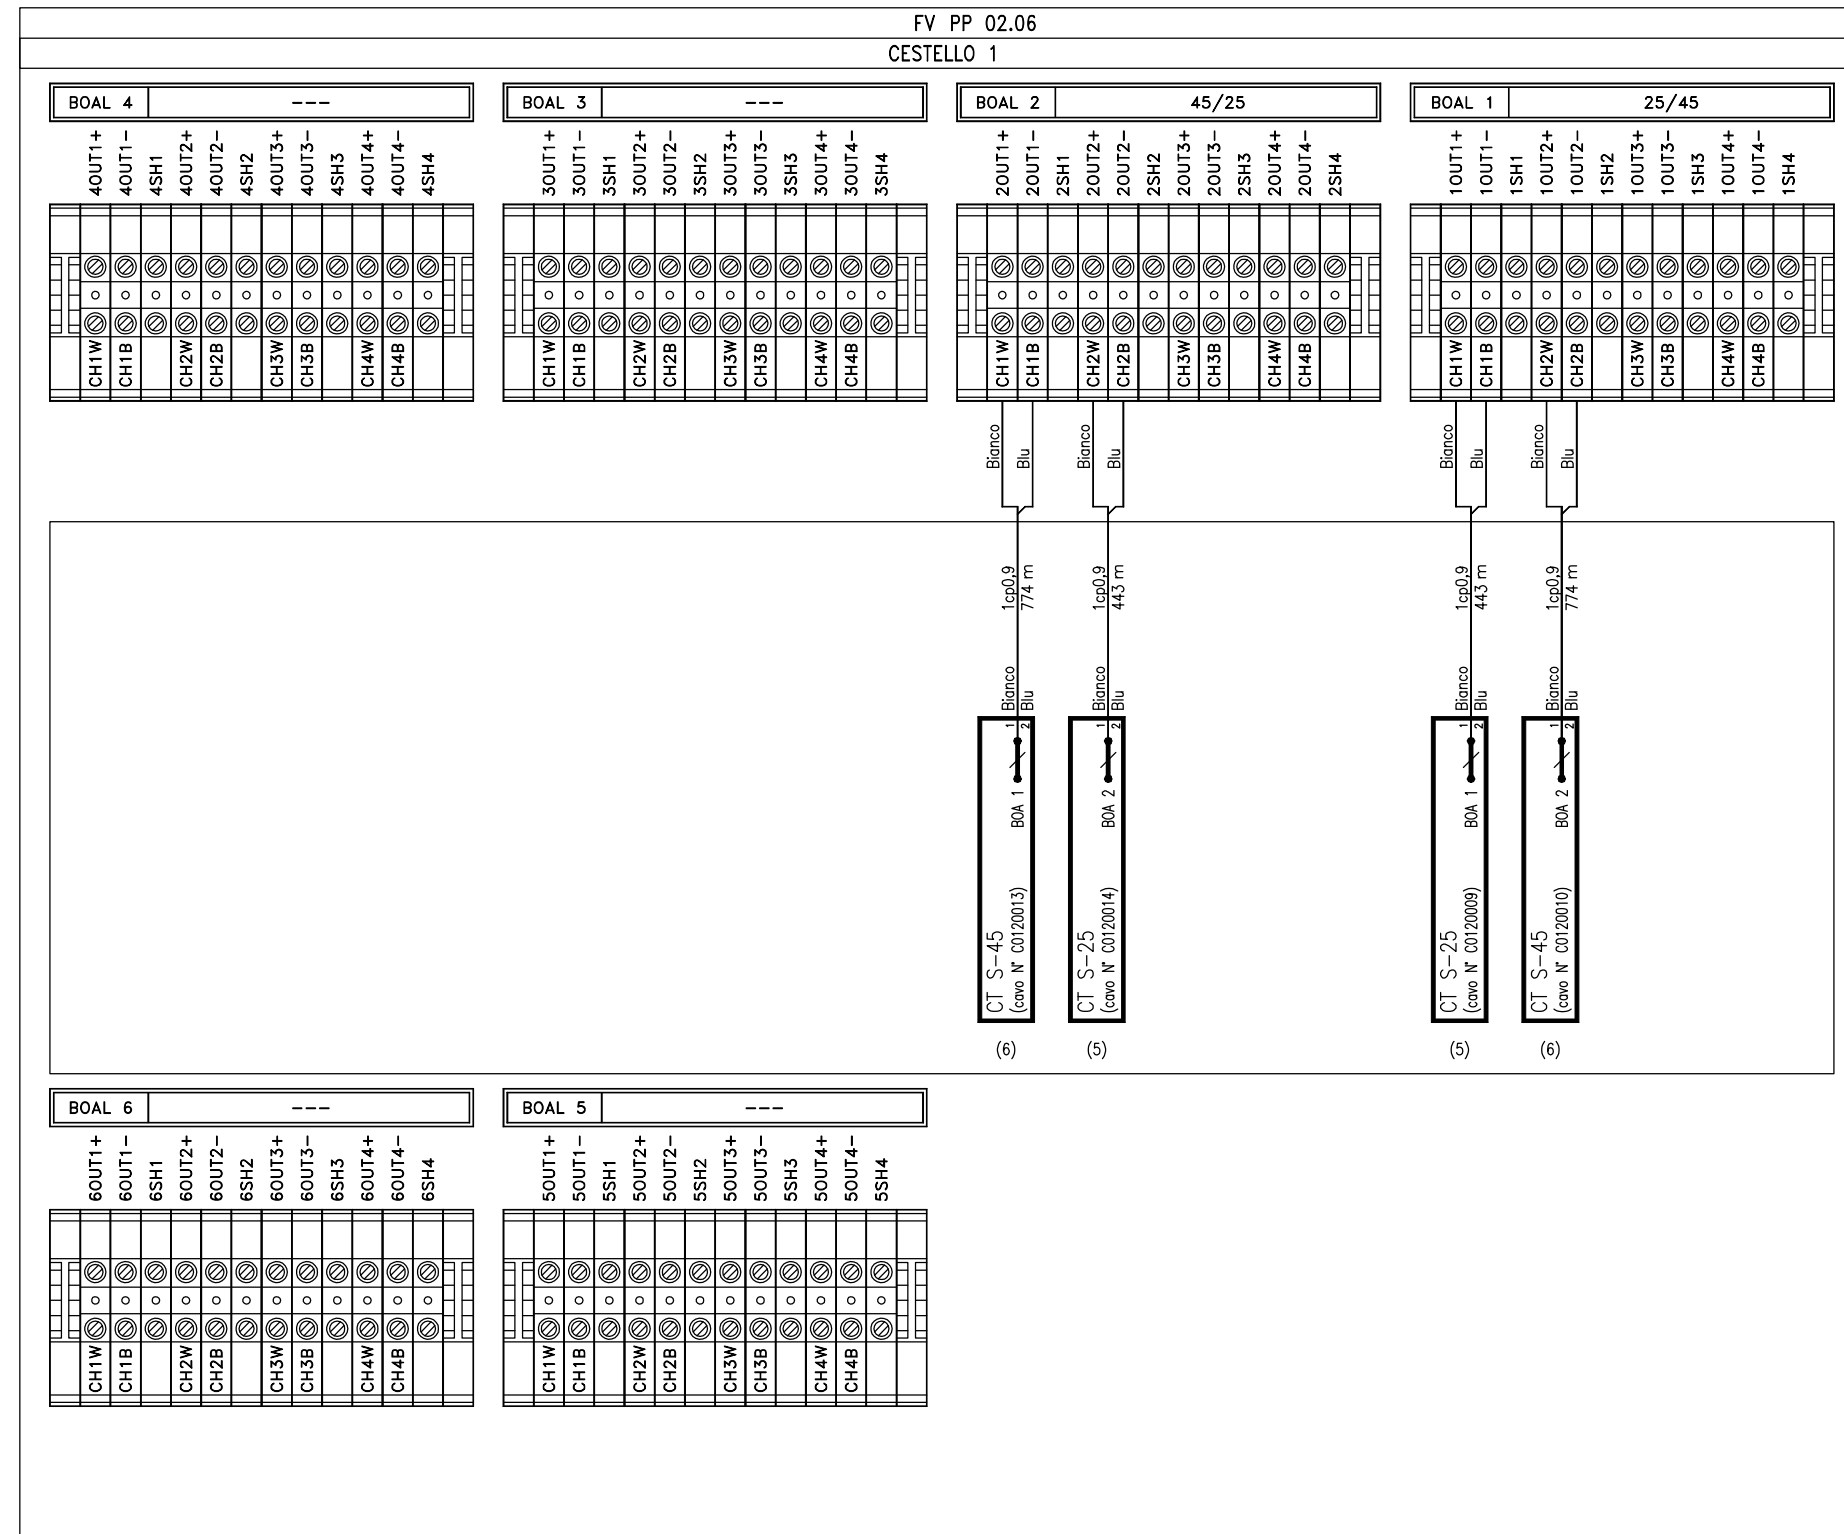 FV PP 02.06
CESTELLO 1
BOAL 4 ---
4OUT1+ 4OUT1- 4SH1 4OUT2+ 4OUT2- 4SH2 4OUT3+ 4OUT3- 4SH3 4OUT4+ 4OUT4- 4SH4
CH1W CH1B CH2W CH2B CH3W CH3B CH4W CH4B
BOAL 3 ---
3OUT1+ 3OUT1- 3SH1 3OUT2+ 3OUT2- 3SH2 3OUT3+ 3OUT3- 3SH3 3OUT4+ 3OUT4- 3SH4
CH1W CH1B CH2W CH2B CH3W CH3B CH4W CH4B
BOAL 2 45/25
2OUT1+ 2OUT1- 2SH1 2OUT2+ 2OUT2- 2SH2 2OUT3+ 2OUT3- 2SH3 2OUT4+ 2OUT4- 2SH4
CH1W CH1B CH2W CH2B CH3W CH3B CH4W CH4B
BOAL 1 25/45
1OUT1+ 1OUT1- 1SH1 1OUT2+ 1OUT2- 1SH2 1OUT3+ 1OUT3- 1SH3 1OUT4+ 1OUT4- 1SH4
CH1W CH1B CH2W CH2B CH3W CH3B CH4W CH4B
Bianco
Blu
1cp0,9
774 m
Bianco
Blu
1
2
BOA 1
CT S-45
(cavo N° C0120013)
(6)
Bianco
Blu
1cp0,9
443 m
Bianco
Blu
1
2
BOA 2
CT S-25
(cavo N° C0120014)
(5)
Bianco
Blu
1cp0,9
443 m
Bianco
Blu
1
2
BOA 1
CT S-25
(cavo N° C0120009)
(5)
Bianco
Blu
1cp0,9
774 m
Bianco
Blu
1
2
BOA 2
CT S-45
(cavo N° C0120010)
(6)
BOAL 6 ---
6OUT1+ 6OUT1- 6SH1 6OUT2+ 6OUT2- 6SH2 6OUT3+ 6OUT3- 6SH3 6OUT4+ 6OUT4- 6SH4
CH1W CH1B CH2W CH2B CH3W CH3B CH4W CH4B
BOAL 5 ---
5OUT1+ 5OUT1- 5SH1 5OUT2+ 5OUT2- 5SH2 5OUT3+ 5OUT3- 5SH3 5OUT4+ 5OUT4- 5SH4
CH1W CH1B CH2W CH2B CH3W CH3B CH4W CH4B